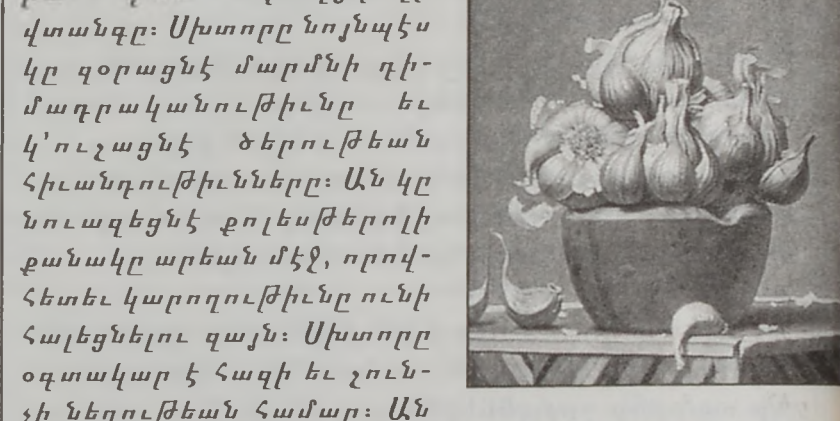 վտանգը։ Սխտորը նոյնպէս
կը զօրացնէ մարմնի դի-
մադրականութիւնը եւ
կ՚ուշացնէ ծերութեան
հիւանդութիւնները։ Ան կը
նուազեցնէ քոլեսթերոլի
քանակը արեան մէջ, որով-
հետեւ կարողութիւնը ունի
հալեցնելու զայն։ Սխտորը
օգտակար է հազի եւ շուն-
չի նեղութեան համար։ Ան